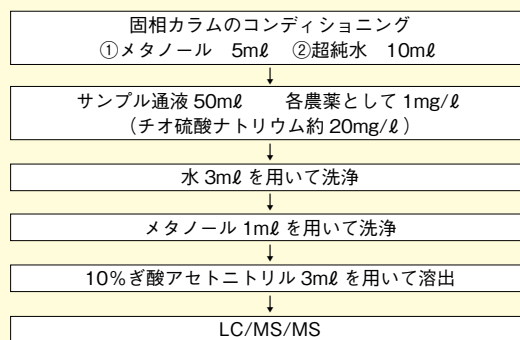 固相カラムのコンディショニング
①メタノール　5mℓ　②超純水　10mℓ
↓
サンプル通液 50mℓ　　各農薬として 1mg/ℓ
（チオ硫酸ナトリウム約 20mg/ℓ）
↓
水 3mℓ を用いて洗浄
↓
メタノール 1mℓ を用いて洗浄
↓
10％ぎ酸アセトニトリル 3mℓ を用いて溶出
↓
LC/MS/MS